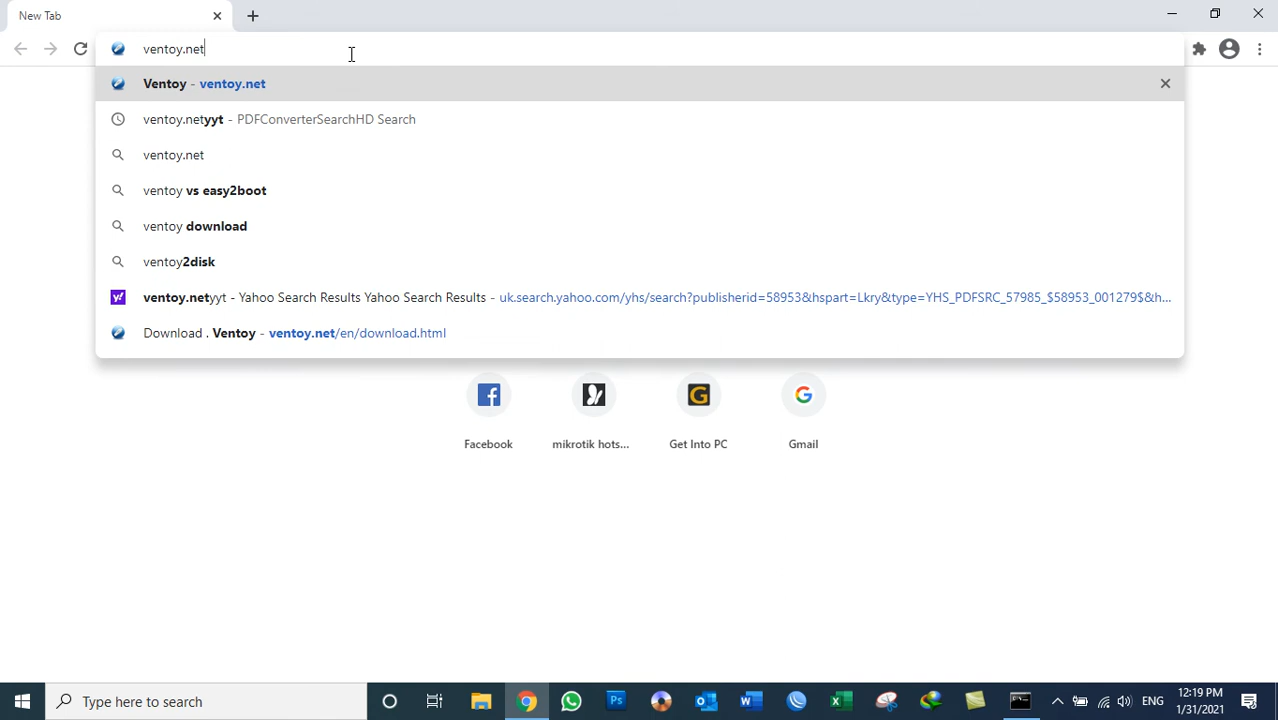 New Tab
ventoy.net
Ventoy - ventoy.net
ventoy.netyyt - PDFConverterSearchHD Search
ventoy.net
ventoy vs easy2boot
ventoy download
ventoy2disk
ventoy.netyyt - Yahoo Search Results Yahoo Search Results - uk.search.yahoo.com/yhs/search?publisherid=58953&hspart=Lkry&type=YHS_PDFSRC_57985_$58953_001279$&h...
Download . Ventoy - ventoy.net/en/download.html
Facebook
mikrotik hots...
Get Into PC
Gmail
Type here to search
ENG
12:19 PM
1/31/2021